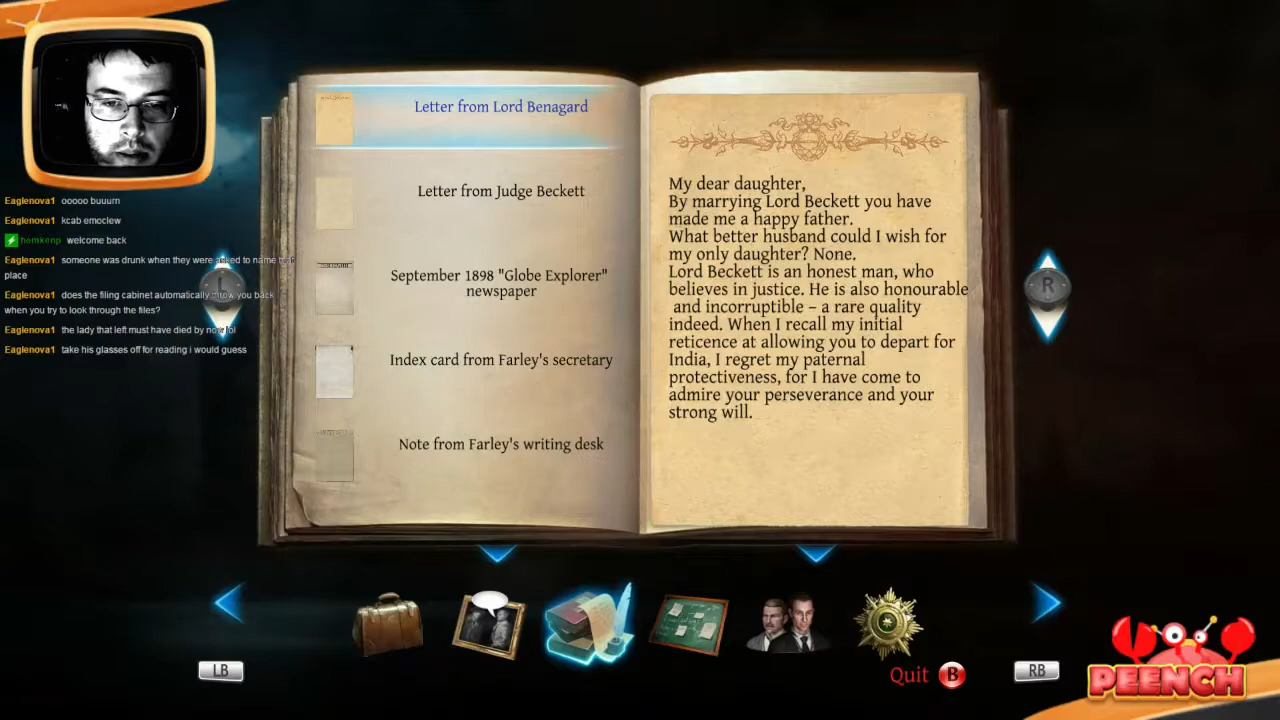 Letter from Lord Benagard
Letter from Judge Beckett
September 1898 "Globe Explorer"
newspaper
Index card from Farley's secretary
Note from Farley's writing desk
My dear daughter,
By marrying Lord Beckett you have
made me a happy father.
What better husband could I wish for
my only daughter? None.
Lord Beckett is an honest man, who
believes in justice. He is also honourable
and incorruptible – a rare quality
indeed. When I recall my initial
reticence at allowing you to depart for
India, I regret my paternal
protectiveness, for I have come to
admire your perseverance and your
strong will.
Eaglenova1 ooooo buuurn
Eaglenova1 kcab emoclew
homkenp welcome back
Eaglenova1 someone was drunk when they were asked to name that
place
Eaglenova1 does the filing cabinet automatically throw you back
when you try to look through the files?
Eaglenova1 the lady that left must have died by now lol
Eaglenova1 take his glasses off for reading i would guess
L
R
LB
Quit B
RB
PEENCH